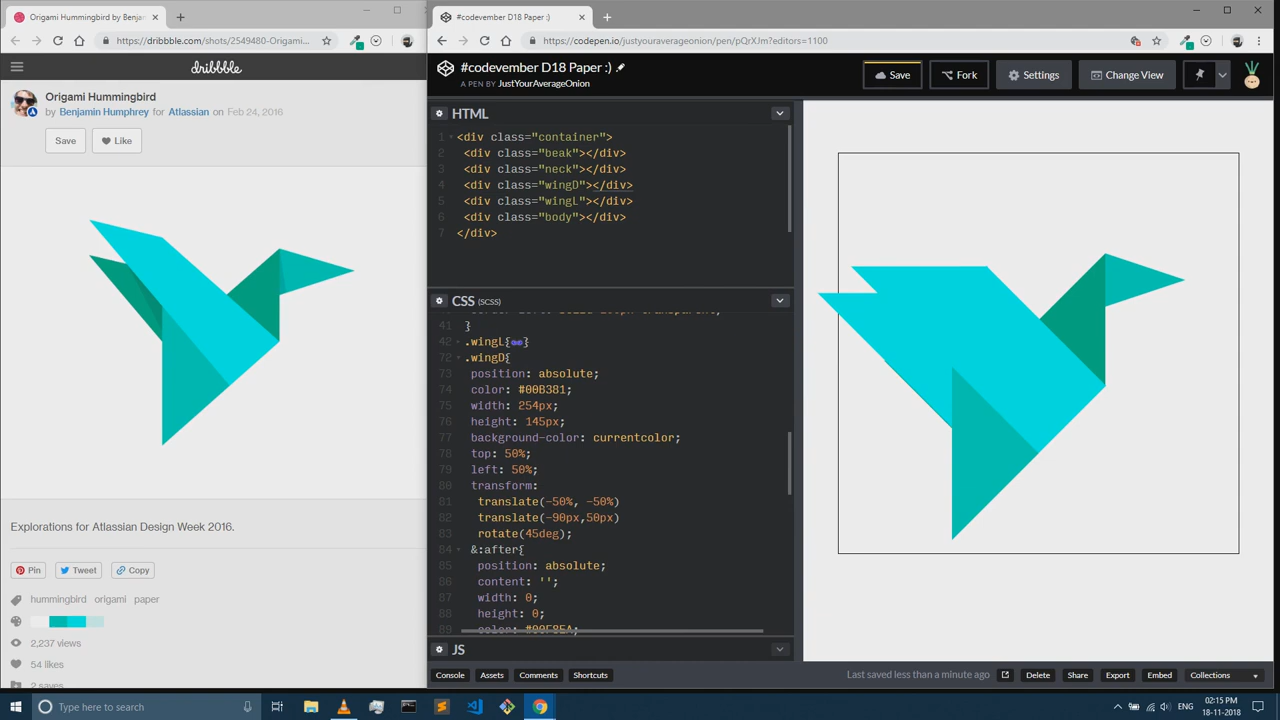 Origami Hummingbird by Benja
#codevember D18 Paper :)
https://dribbble.com/shots/2549480-Origami...
https://codepen.io/justyouraverageonion/pen/pQrXJm?editores=1100
dribbble
#codevember D18 Paper :)
A PEN BY JustYourAverageOnion
Save
Fork
Settings
Change View
Origami Hummingbird
by Benjamin Humphrey for Atlassian on Feb 24, 2016
Save
Like
HTML
1 <div class="container">
2 <div class="beak"></div>
3 <div class="neck"></div>
4 <div class="wingD"></div>
5 <div class="wingL"></div>
6 <div class="body"></div>
7 </div>
CSS (SCSS)
41 }
42 .wingL{↔}
72 .wingD{
73 position: absolute;
74 color: #00B381;
75 width: 254px;
76 height: 145px;
77 background-color: currentcolor;
78 top: 50%;
79 left: 50%;
80 transform:
81 translate(-50%, -50%)
82 translate(-90px,50px)
83 rotate(45deg);
84 &:after{
85 position: absolute;
86 content: '';
87 width: 0;
88 height: 0;
89 color: #00F8EA;
JS
Explorations for Atlassian Design Week 2016.
Pin
Tweet
Copy
hummingbird origami paper
2,237 views
54 likes
2 saves
Console
Assets
Comments
Shortcuts
Last saved less than a minute ago
Delete
Share
Export
Embed
Collections
Type here to search
02:15 PM
18-11-2018